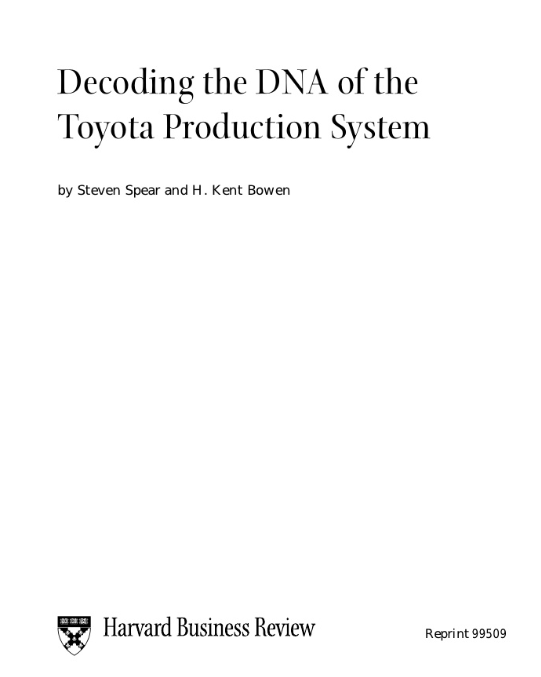 Decoding the DNA of the
Toyota Production System
by Steven Spear and H. Kent Bowen
Harvard Business Review
Reprint 99509